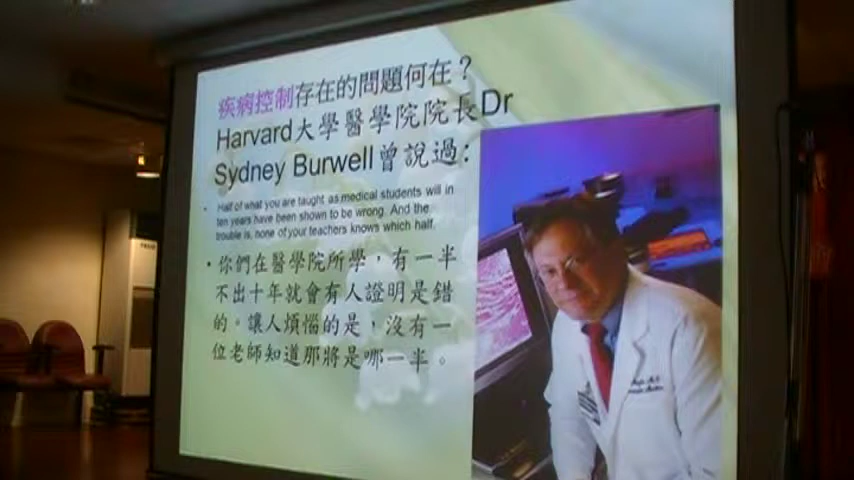 疾病控制存在的問題何在？
Harvard大學醫學院院長Dr
Sydney Burwell曾說過:
• Half of what you are taught as medical students will in
ten years have been shown to be wrong. And the
trouble is, none of your teachers knows which half.
• 你們在醫學院所學，有一半
不出十年就會有人證明是錯
的。讓人煩惱的是，沒有一
位老師知道那將是哪一半。